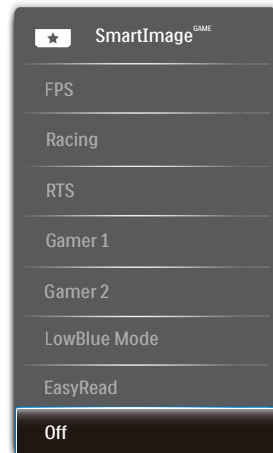 SmartImage GAME
FPS
Racing
RTS
Gamer 1
Gamer 2
LowBlue Mode
EasyRead
Off